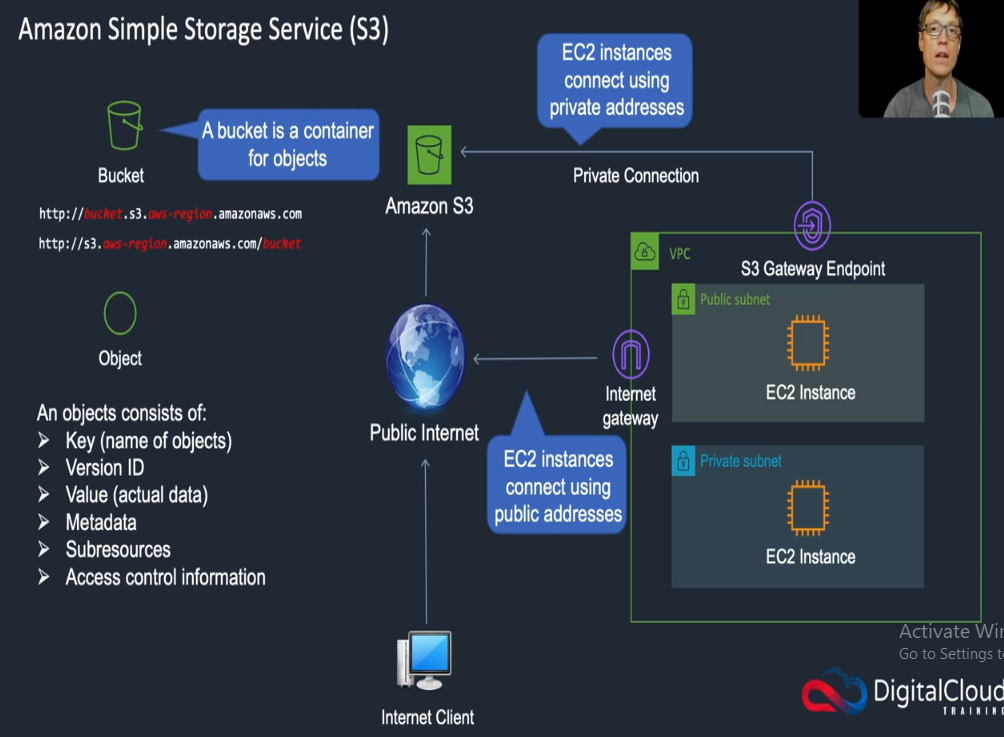 Amazon Simple Storage Service (S3)
EC2 instances
connect using
private addresses
A bucket is a container
for objects
Bucket
Amazon S3
Private Connection
http://bucket.s3.aws-region.amazonaws.com
http://s3.aws-region.amazonaws.com/bucket
VPC
S3 Gateway Endpoint
Public subnet
EC2 Instance
Object
Internet
gateway
Public Internet
An objects consists of:
Key (name of objects)
Version ID
Value (actual data)
Metadata
Subresources
Access control information
EC2 instances
connect using
public addresses
Private subnet
EC2 Instance
Internet Client
Activate Win
Go to Settings t
DigitalCloud
TRAINING